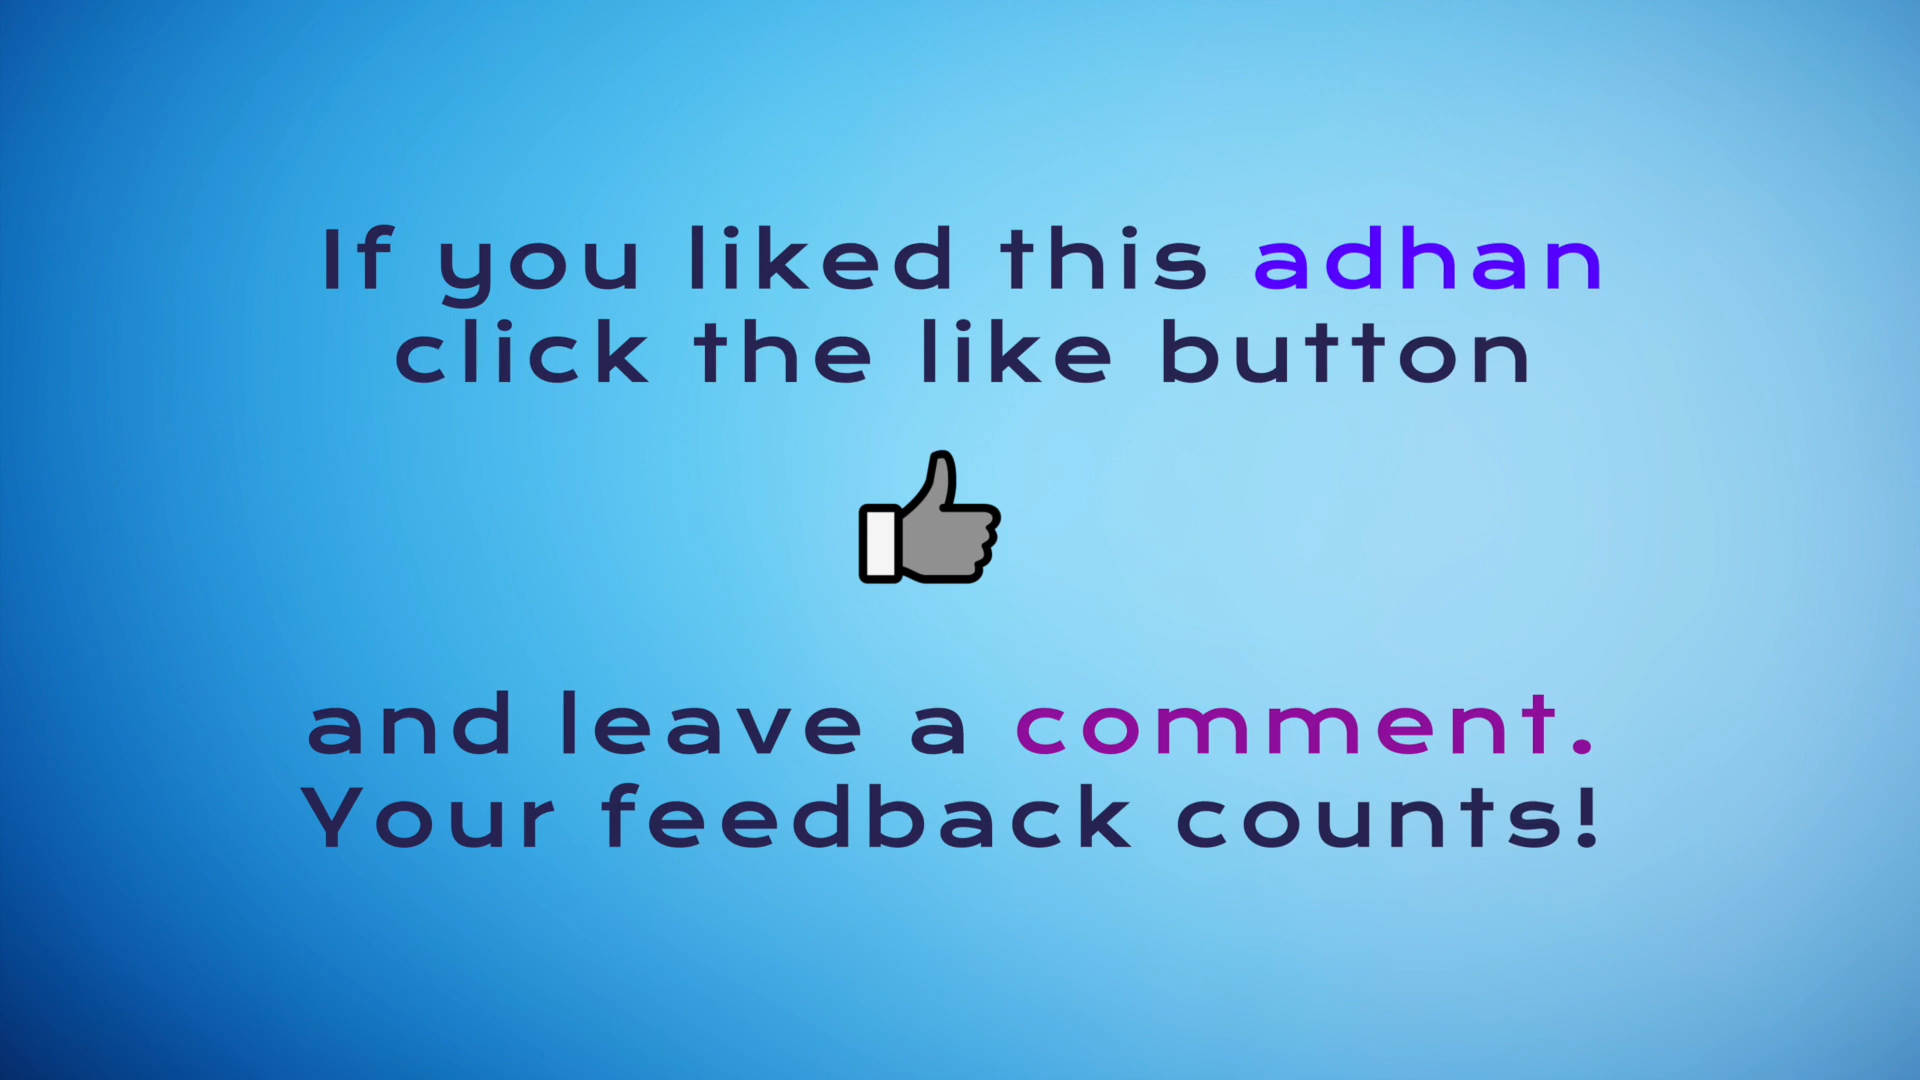 If you liked this adhan
click the like button
and leave a comment.
Your feedback counts!